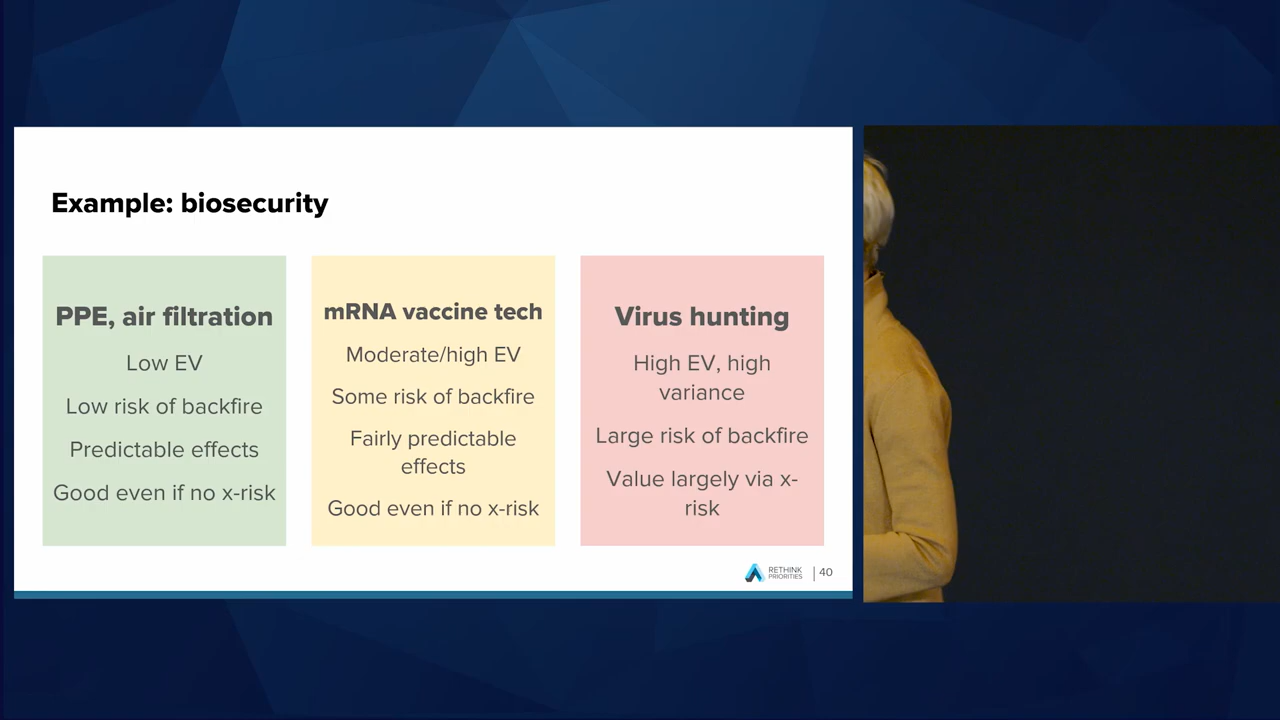 Example: biosecurity
PPE, air filtration
Low EV
Low risk of backfire
Predictable effects
Good even if no x-risk
mRNA vaccine tech
Moderate/high EV
Some risk of backfire
Fairly predictable
effects
Good even if no x-risk
Virus hunting
High EV, high
variance
Large risk of backfire
Value largely via x-
risk
RETHINK
PRIORITIES
40